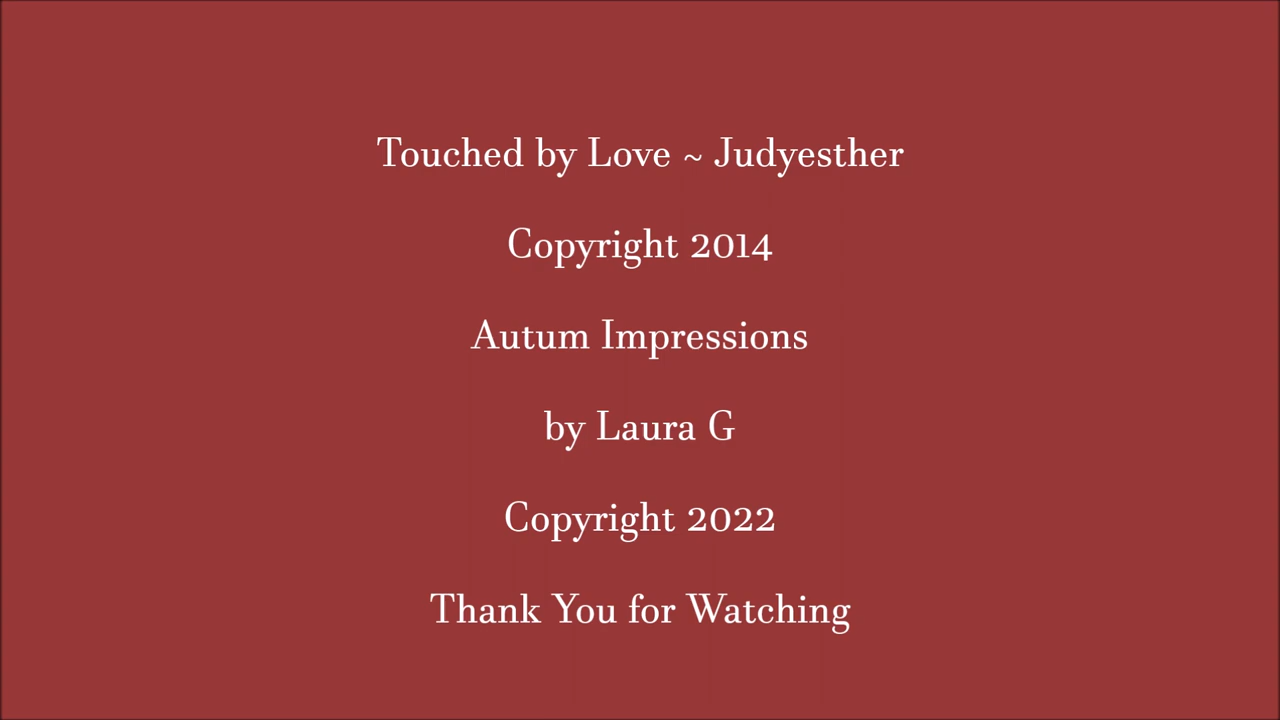 Touched by Love ~ Judyesther
Copyright 2014
Autum Impressions
by Laura G
Copyright 2022
Thank You for Watching